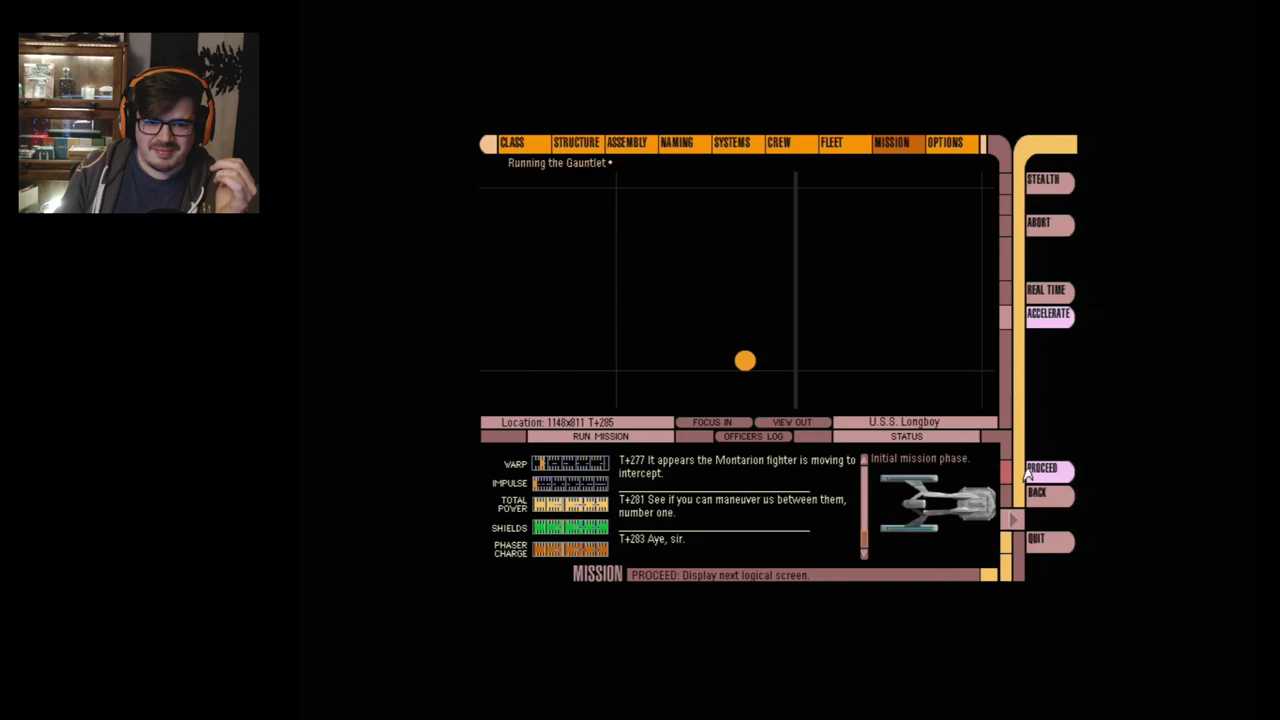 CLASS STRUCTURE ASSEMBLY NAMING SYSTEMS CREW FLEET MISSION OPTIONS
Running the Gauntlet •
STEALTH
ABORT
REAL TIME
ACCELERATE
Location: 1148x811 T+285 FOCUS IN VIEW OUT U.S.S. Longboy
RUN MISSION OFFICERS LOG STATUS
WARP
IMPULSE
TOTAL
POWER
SHIELDS
PHASER
CHARGE
T+277 It appears the Montarion fighter is moving to
intercept.
T+281 See if you can maneuver us between them,
number one.
T+283 Aye, sir.
Initial mission phase.
PROCEED
BACK
QUIT
MISSION PROCEED: Display next logical screen.